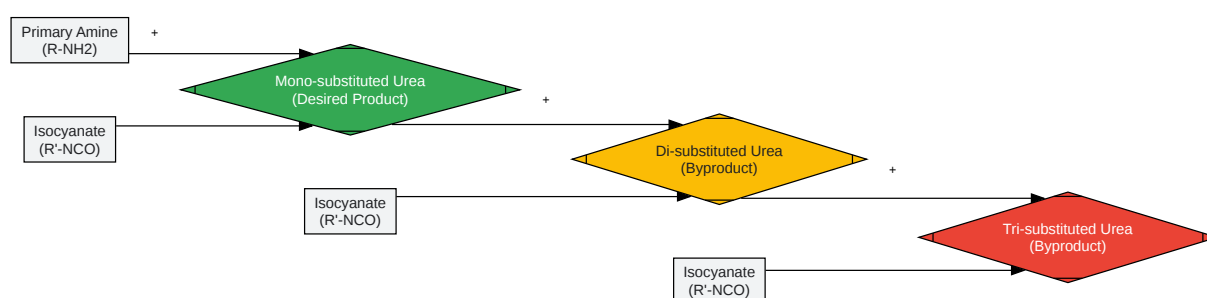 Primary Amine
(R-NH2)
+
Mono-substituted Urea
(Desired Product)
Isocyanate
(R'-NCO)
+
Di-substituted Urea
(Byproduct)
Isocyanate
(R'-NCO)
+
Tri-substituted Urea
(Byproduct)
Isocyanate
(R'-NCO)